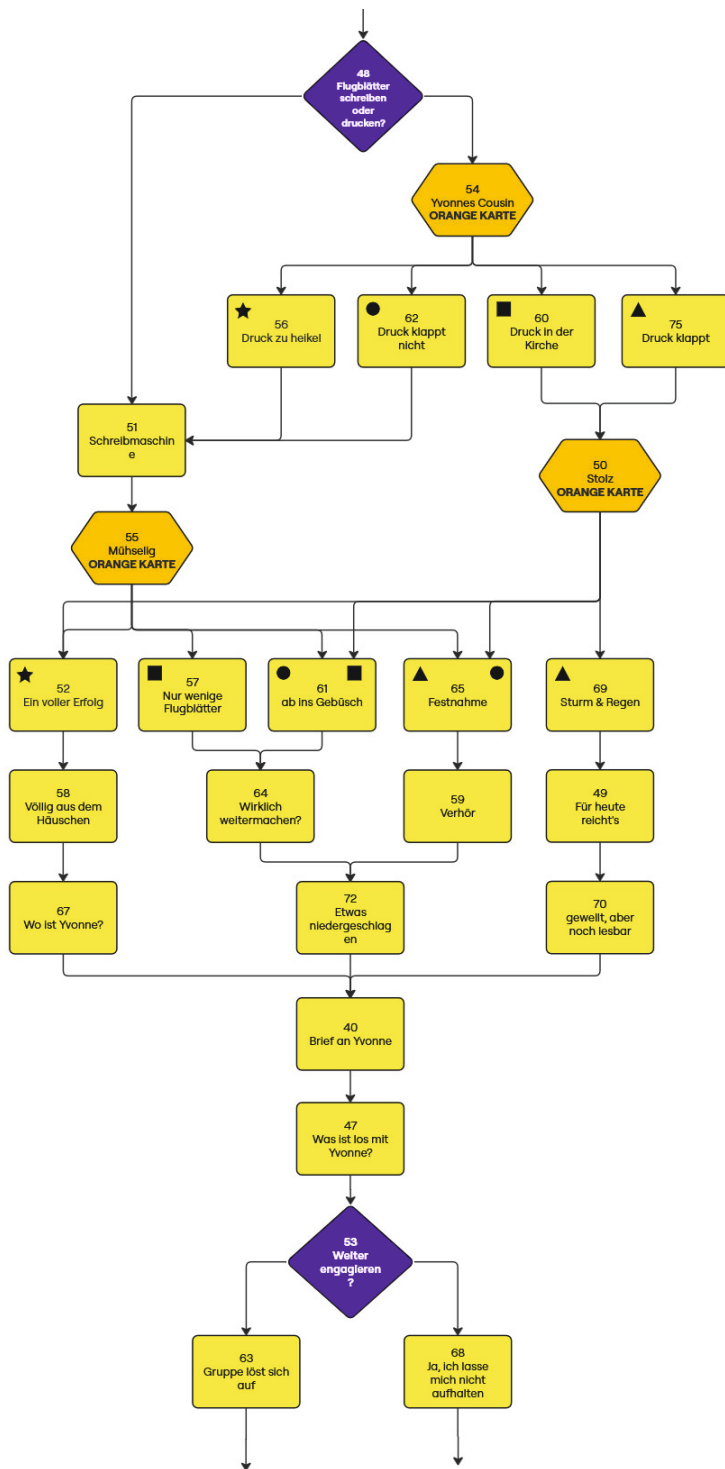 48
Flugblätter
schreiben
oder
drucken?
54
Yvonnes Cousin
ORANGE KARTE
56
Druck zu heikel
62
Druck klappt
nicht
60
Druck in der
Kirche
75
Druck klappt
51
Schreibmaschin
e
50
Stolz
ORANGE KARTE
55
Mühselig
ORANGE KARTE
52
Ein voller Erfolg
57
Nur wenige
Flugblätter
61
ab ins Gebüsch
65
Festnahme
69
Sturm & Regen
58
Völlig aus dem
Häuschen
64
Wirklich
weitermachen?
59
Verhör
49
Für heute
reicht's
67
Wo ist Yvonne?
72
Etwas
niedergeschlag
en
70
gewellt, aber
noch lesbar
40
Brief an Yvonne
47
Was ist los mit
Yvonne?
53
Weiter
engagieren
?
63
Gruppe löst sich
auf
68
Ja, ich lasse
mich nicht
aufhalten